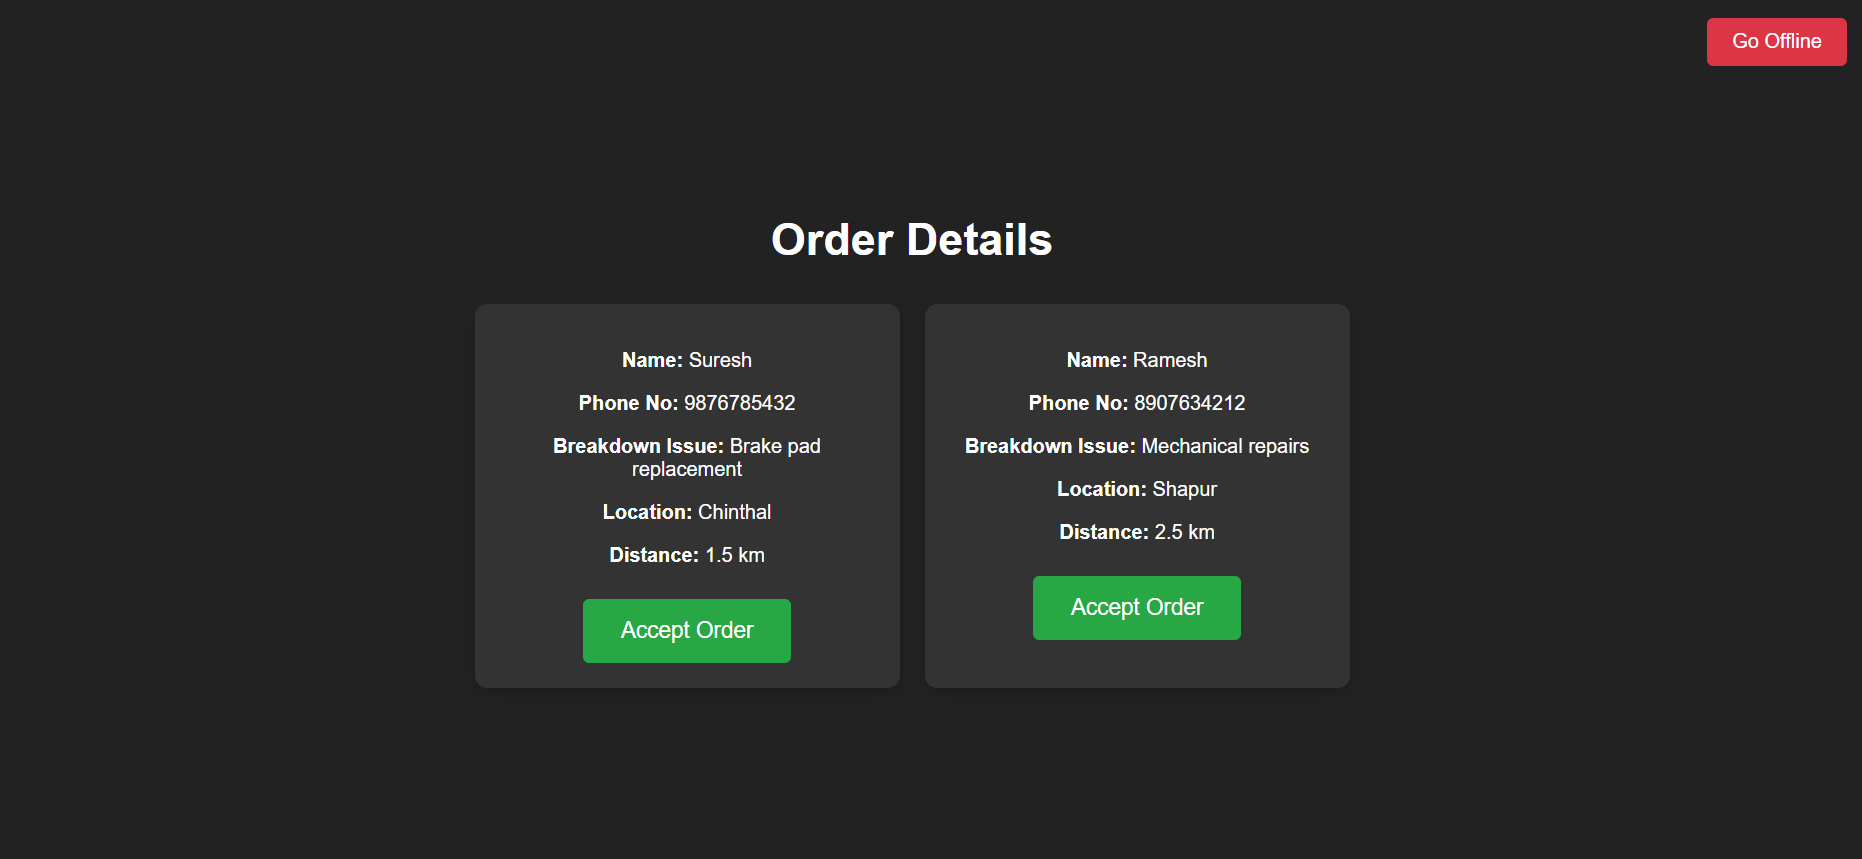 Go Offline
Order Details
Name: Suresh
Phone No: 9876785432
Breakdown Issue: Brake pad
replacement
Location: Chinthal
Distance: 1.5 km
Accept Order
Name: Ramesh
Phone No: 8907634212
Breakdown Issue: Mechanical repairs
Location: Shapur
Distance: 2.5 km
Accept Order